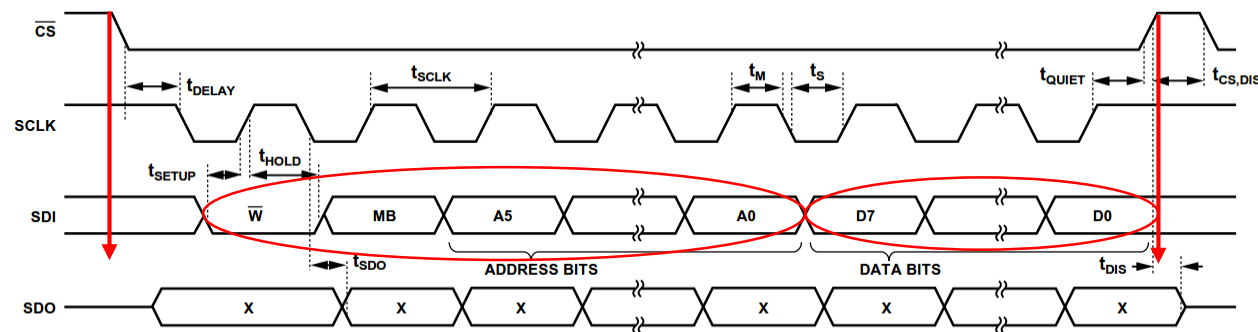 CS
tDELAY
tSCLK
tM
tS
tQUIET
tCS,DIS
SCLK
tSETUP
tHOLD
SDI
W
MB
A5
A0
D7
D0
tSDO
ADDRESS BITS
DATA BITS
tDIS
SDO
X
X
X
X
X
X